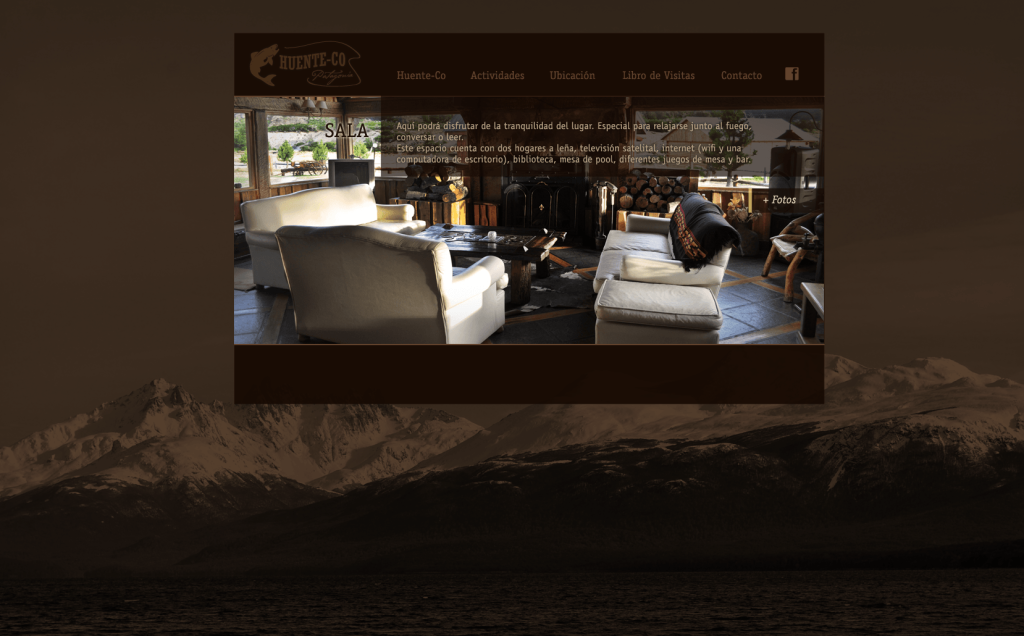 HUENTE-CO
Huente-Co Actividades Ubicación Libro de Visitas Contacto
SALA
Aquí podrá disfrutar de la tranquilidad del lugar. Especial para relajarse junto al fuego,
conversar o leer.
Este espacio cuenta con dos hogares a leña, televisión satelital, internet (wifi y una
computadora de escritorio), biblioteca, mesa de pool, diferentes juegos de mesa y bar.
+ Fotos